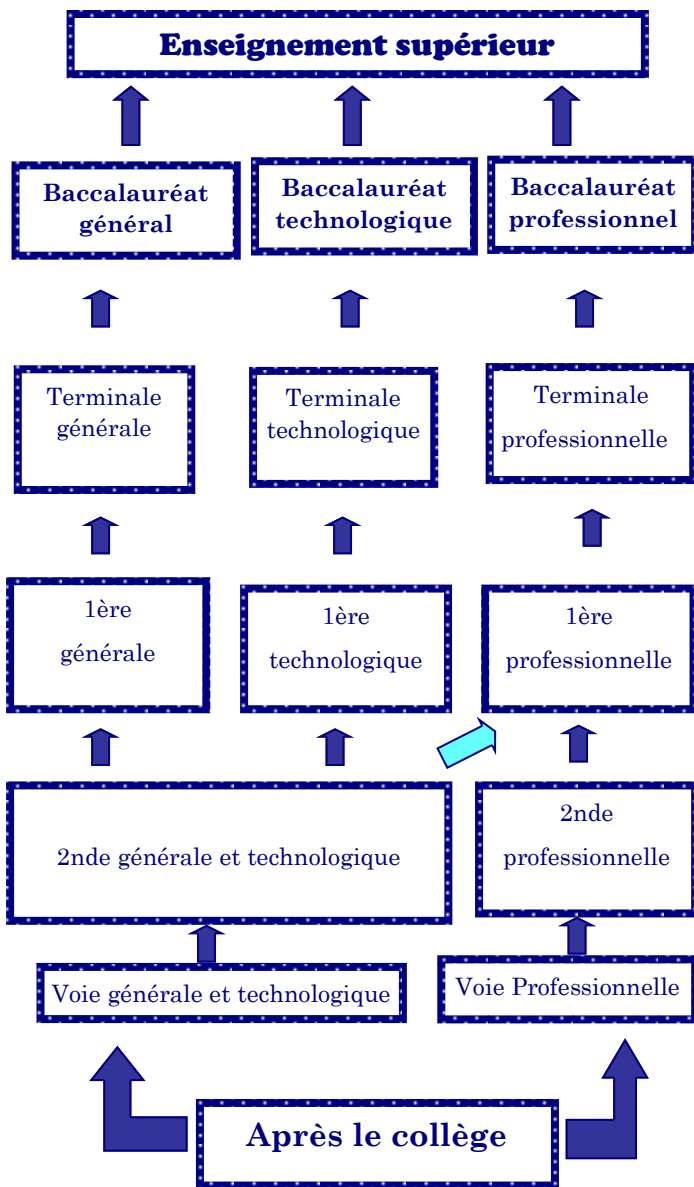 Enseignement supérieur
Baccalauréat
général
Baccalauréat
technologique
Baccalauréat
professionnel
Terminale
générale
Terminale
technologique
Terminale
professionnelle
1ère
générale
1ère
technologique
1ère
professionnelle
2nde générale et technologique
2nde
professionnelle
Voie générale et technologique
Voie Professionnelle
Après le collège